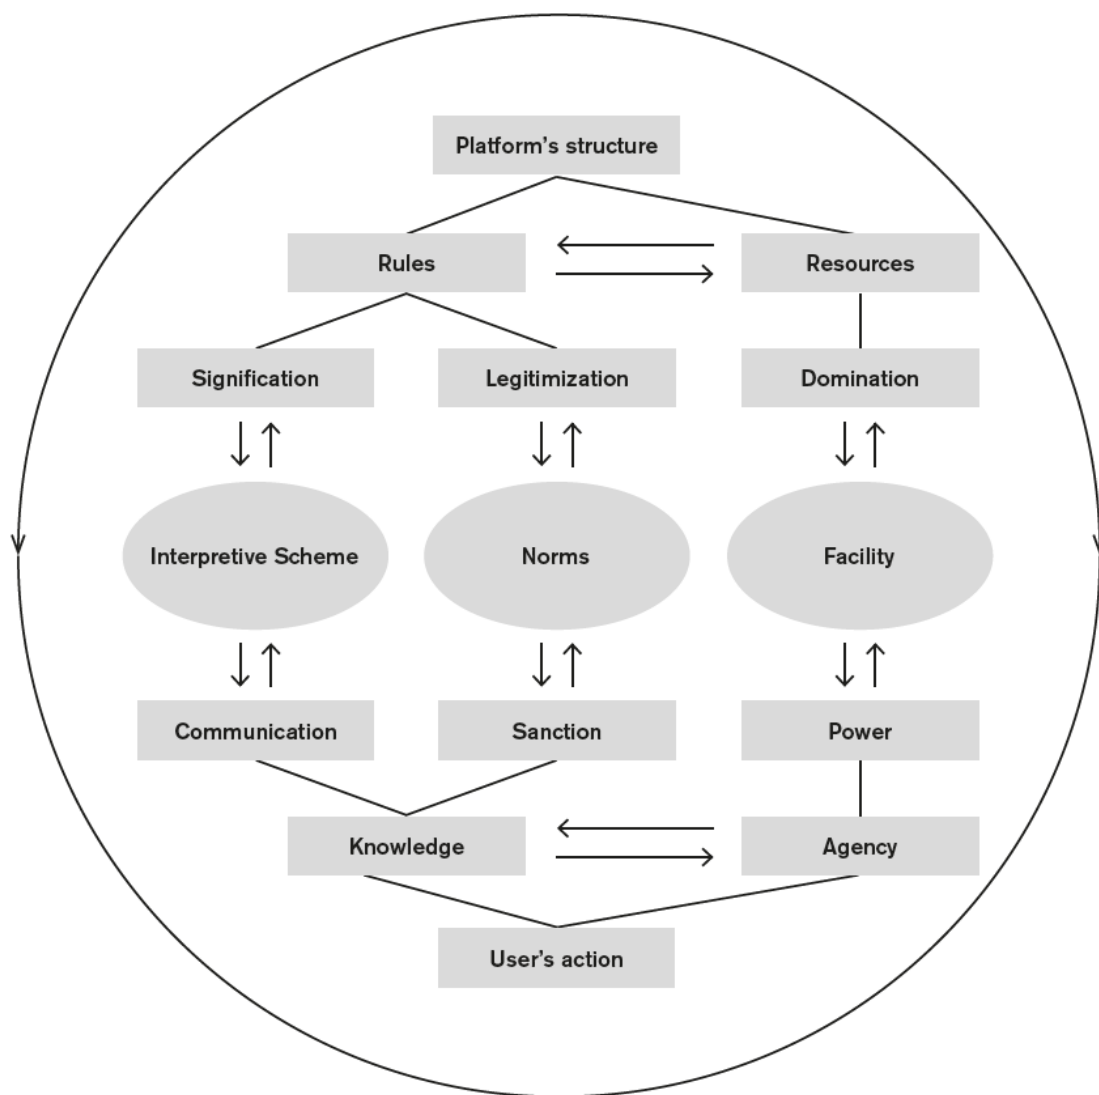 Platform’s structure
Rules
Resources
Signification
Legitimization
Domination
Interpretive Scheme
Norms
Facility
Communication
Sanction
Power
Knowledge
Agency
User’s action